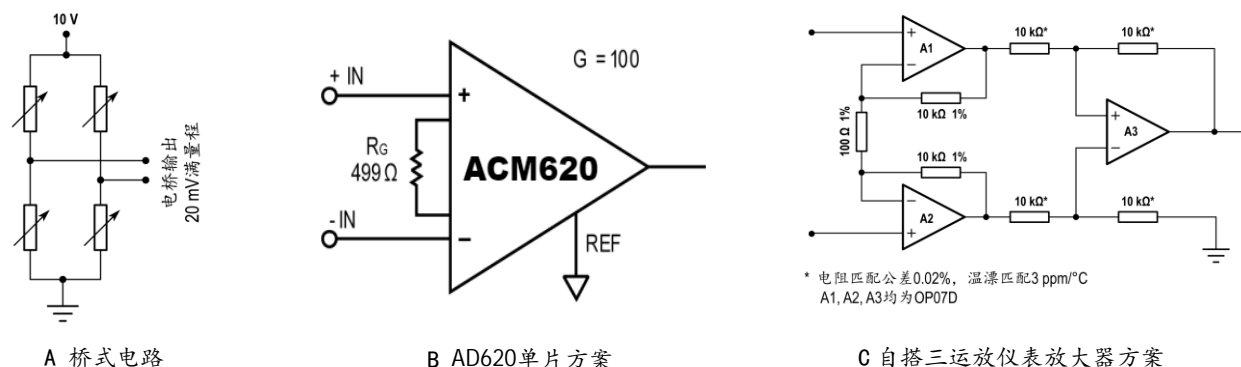 10 V
电桥输出
20 mV满量程
A 桥式电路
G = 100
+ IN
+
RG
499 Ω
ACM620
- IN
−
REF
B AD620单片方案
+
A1
−
10 kΩ*
10 kΩ*
10 kΩ 1%
100 Ω 1%
+
A3
−
10 kΩ 1%
−
A2
+
10 kΩ*
10 kΩ*
* 电阻匹配公差0.02%，温漂匹配3 ppm/°C
A1, A2, A3均为OP07D
C 自搭三运放仪表放大器方案